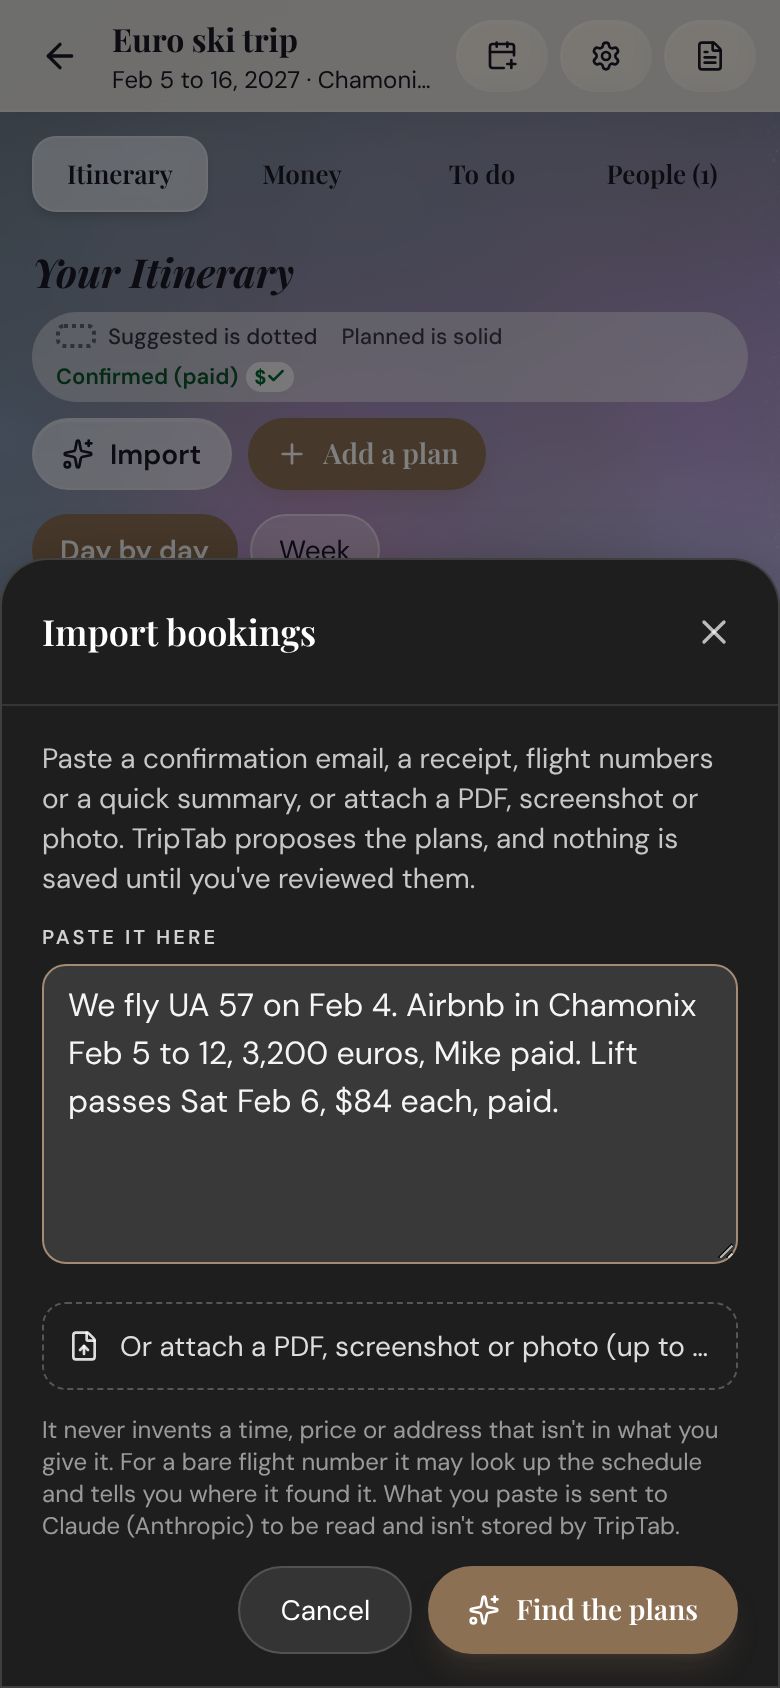 Euro ski trip
Feb 5 to 16, 2027 · Chamoni...
Itinerary
Money
To do
People (1)
Your Itinerary
Suggested is dotted
Planned is solid
Confirmed (paid)
$✓
Import
Add a plan
Day by day
Week
Import bookings
Paste a confirmation email, a receipt, flight numbers
or a quick summary, or attach a PDF, screenshot or
photo. TripTab proposes the plans, and nothing is
saved until you've reviewed them.
PASTE IT HERE
We fly UA 57 on Feb 4. Airbnb in Chamonix
Feb 5 to 12, 3,200 euros, Mike paid. Lift
passes Sat Feb 6, $84 each, paid.
Or attach a PDF, screenshot or photo (up to ...
It never invents a time, price or address that isn't in what you
give it. For a bare flight number it may look up the schedule
and tells you where it found it. What you paste is sent to
Claude (Anthropic) to be read and isn't stored by TripTab.
Cancel
Find the plans